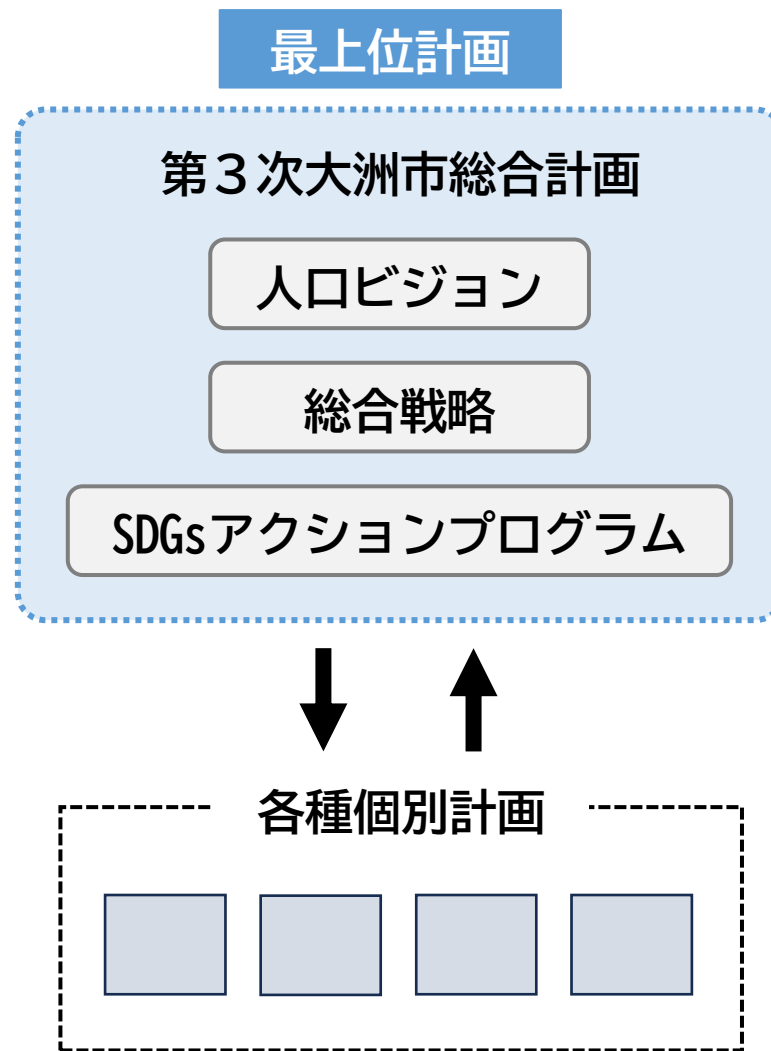 最上位計画
第３次大洲市総合計画
人口ビジョン
総合戦略
SDGsアクションプログラム
各種個別計画